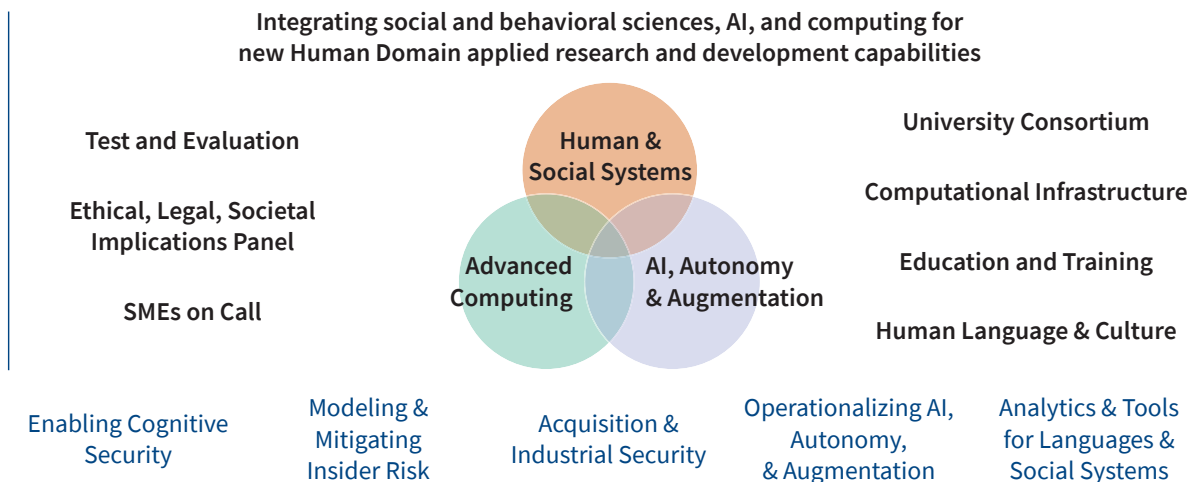 Integrating social and behavioral sciences, AI, and computing for
new Human Domain applied research and development capabilities
Test and Evaluation
Ethical, Legal, Societal
Implications Panel
SMEs on Call
Human &
Social Systems
Advanced
Computing
AI, Autonomy
& Augmentation
University Consortium
Computational Infrastructure
Education and Training
Human Language & Culture
Enabling Cognitive
Security
Modeling &
Mitigating
Insider Risk
Acquisition &
Industrial Security
Operationalizing AI,
Autonomy,
& Augmentation
Analytics & Tools
for Languages &
Social Systems